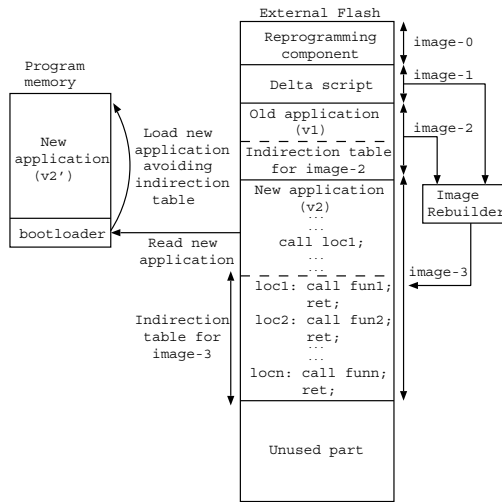 External Flash
Reprogramming
component
image-0
Delta script
image-1
Old application
(v1)
Indirection table
for image-2
image-2
New application
(v2)
...
...
call loc1;
...
...
loc1: call fun1;
ret;
loc2: call fun2;
ret;
...
...
locn: call funn;
ret;
Unused part
Program
memory
New
application
(v2')
bootloader
Load new
application
avoiding
indirection
table
Read new
application
Indirection
table for
image-3
Image
Rebuilder
image-3